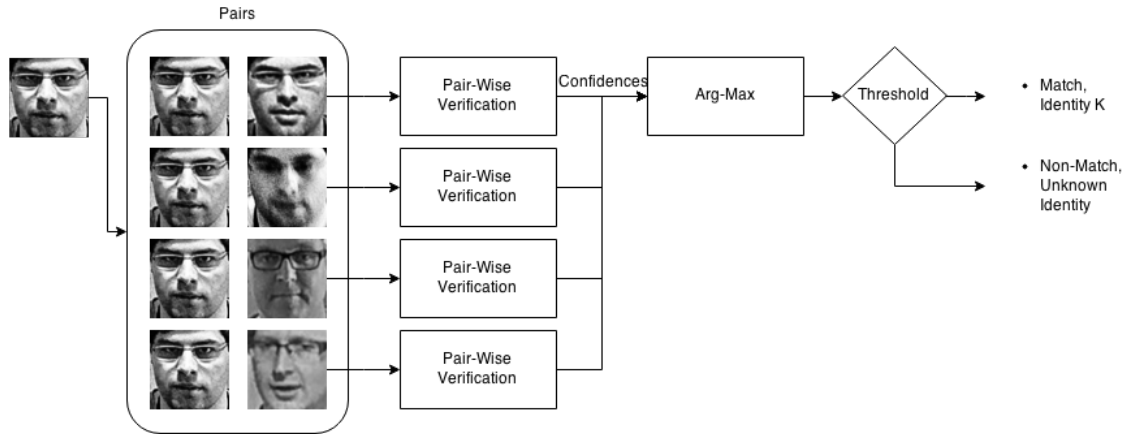 Pairs
Pair-Wise
Verification
Confidences
Arg-Max
Threshold
• Match,
Identity K
Pair-Wise
Verification
• Non-Match,
Unknown
Identity
Pair-Wise
Verification
Pair-Wise
Verification